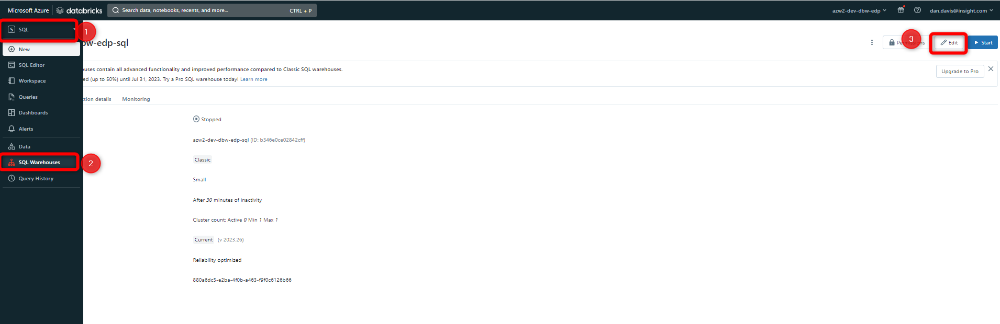 Microsoft Azure databricks Search data, notebooks, recents, and more... CTRL + P azw2-dev-dbw-edp ? dan.davis@insight.com
S SQL 1
bw-edp-sql 3 Edit Start
New
uses contain all advanced functionality and improved performance compared to Classic SQL warehouses.
ed (up to 50%) until Jul 31, 2023. Try a Pro SQL warehouse today! Learn more
Upgrade to Pro
SQL Editor
Workspace
Queries
tion details Monitoring
Dashboards
Stopped
Alerts
azw2-dev-dbw-edp-sql (ID: b346e0ce02842cff)
Data
Classic
SQL Warehouses 2
Query History
Small
After 30 minutes of inactivity
Cluster count: Active 0 Min 1 Max 1
Current (v 2023.26)
Reliability optimized
880a6dc5-e2ba-4f0b-a463-f9f0c6126b66